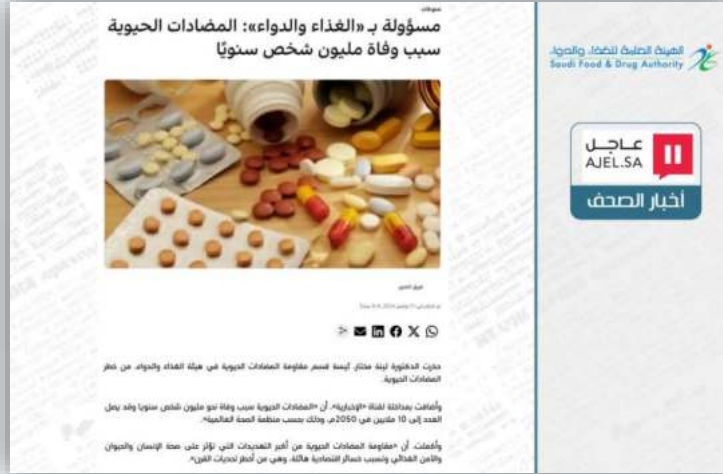 منوعات
مسؤولة بـ «الغذاء والدواء»: المضادات الحيوية
سبب وفاة مليون شخص سنويًا
الهيئة العامة للغذاء والدواء
Saudi Food & Drug Authority
عاجل
AJEL.SA
أخبار الصحف
فريق التحرير
حذرت الدكتورة لينة مختار، رئيسة قسم مقاومة المضادات الحيوية في هيئة الغذاء والدواء، من خطر
المضادات الحيوية.
وأضافت بمداخلة لقناة «الإخبارية»، أن «المضادات الحيوية سبب وفاة نحو مليون شخص سنويا وقد يصل
العدد إلى 10 ملايين في 2050م، وذلك بحسب منظمة الصحة العالمية».
وأكملت، أن «مقاومة المضادات الحيوية من أكبر التهديدات التي تؤثر على صحة الإنسان والحيوان
والأمن الغذائي وتسبب خسائر اقتصادية هائلة، وهي من أخطر تحديات القرن».